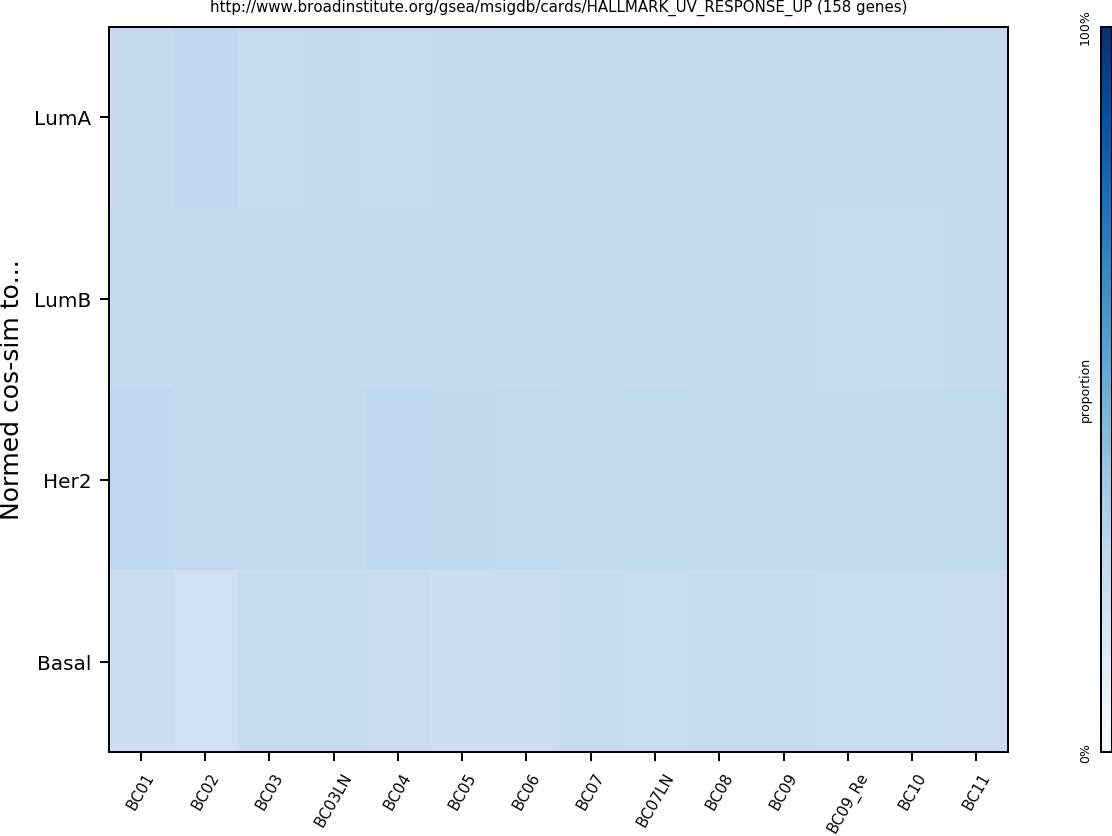 http://www.broadinstitute.org/gsea/msigdb/cards/HALLMARK_UV_RESPONSE_UP (158 genes)
Normed cos-sim to...
LumA
LumB
Her2
Basal
BC01
BC02
BC03
BC03LN
BC04
BC05
BC06
BC07
BC07LN
BC08
BC09
BC09_Re
BC10
BC11
100%
proportion
0%